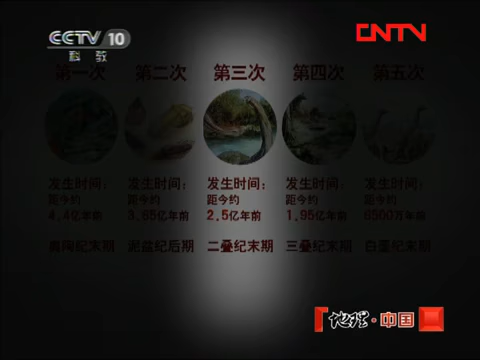 CCTV 10
科教
CNTV
第一次 第二次 第三次 第四次 第五次
发生时间： 发生时间： 发生时间： 发生时间： 发生时间：
距今约 距今约 距今约 距今约 距今约
4.4亿年前 3.65亿年前 2.5亿年前 1.95亿年前 6500万年前
奥陶纪末期 泥盆纪后期 二叠纪末期 三叠纪末期 白垩纪末期
地理·中国